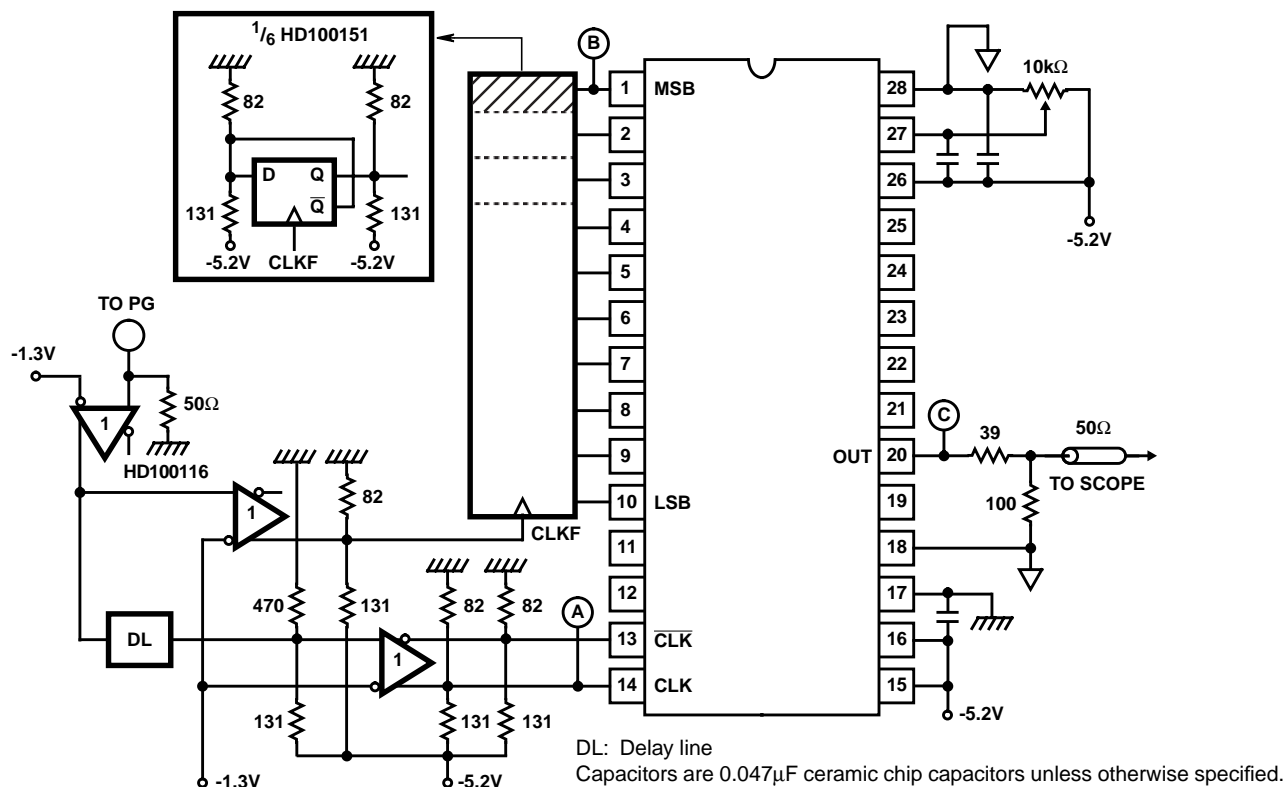 1/6 HD100151
82
82
D
Q
Q
131
131
-5.2V
CLKF
-5.2V
B
1
MSB
2
3
4
5
6
7
8
9
10
LSB
11
12
13
CLK
14
CLK
28
10kΩ
27
26
25
-5.2V
24
23
22
21
C
OUT
20
39
50Ω
TO SCOPE
19
100
18
17
16
15
-5.2V
TO PG
-1.3V
1
50Ω
HD100116
1
82
CLKF
470
131
82
82
A
DL
1
131
131
131
-1.3V
-5.2V
DL: Delay line
Capacitors are 0.047μF ceramic chip capacitors unless otherwise specified.